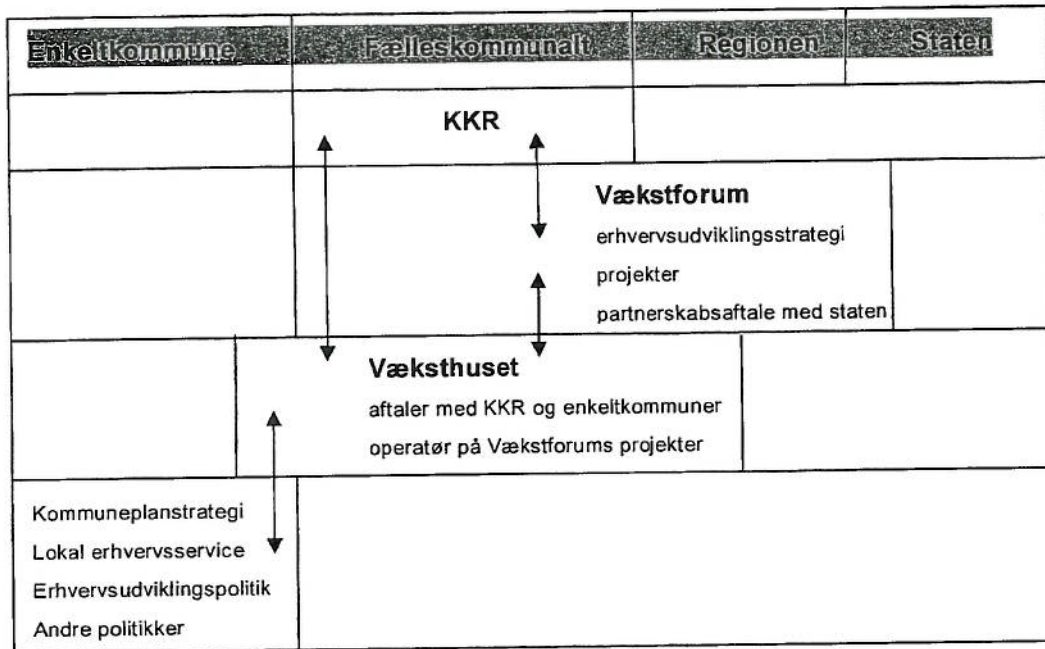 Enkeltkommune Fælleskommunalt Regionen Staten
KKR
Vækstforum
erhvervsudviklingsstrategi
projekter
partnerskabsaftale med staten
Væksthuset
aftaler med KKR og enkeltkommuner
operatør på Vækstforums projekter
Kommuneplanstrategi
Lokal erhvervsservice
Erhvervsudviklingspolitik
Andre politikker